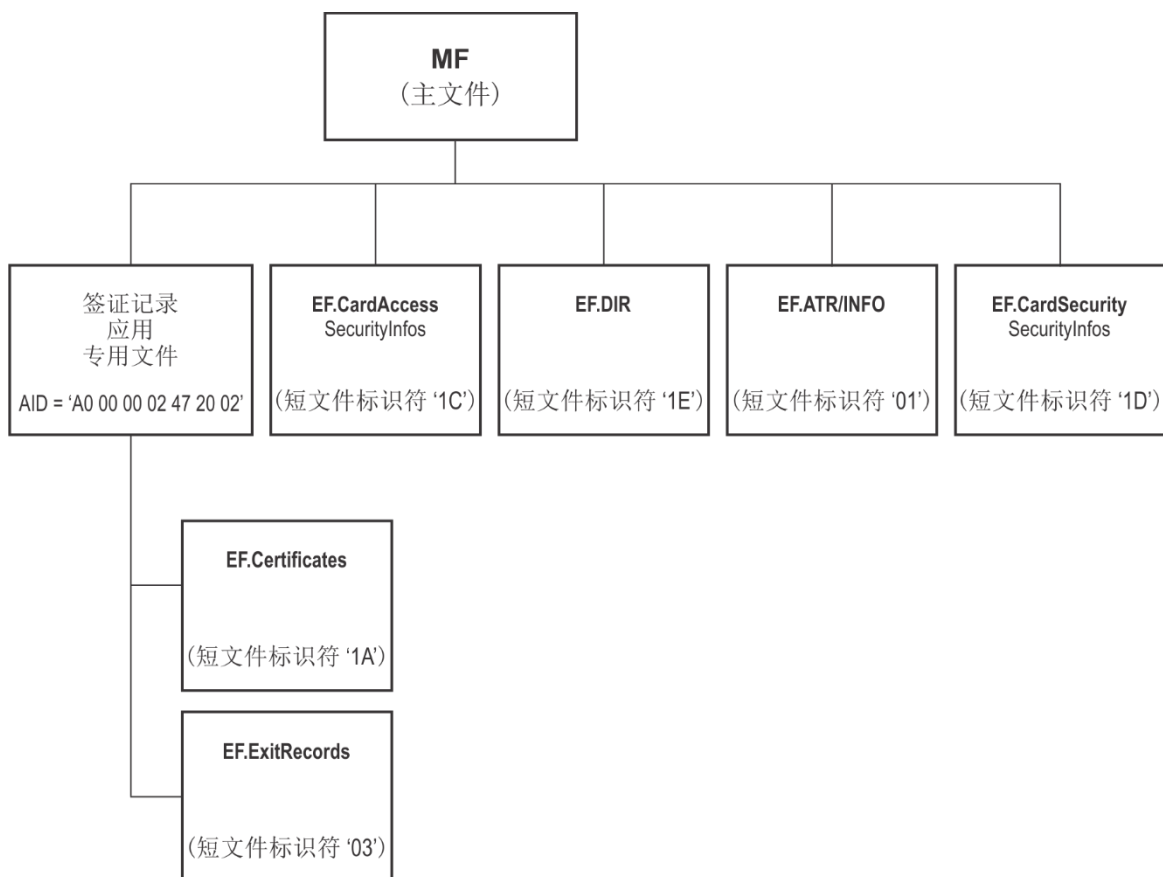 MF
(主文件)
签证记录
应用
专用文件
AID = ‘A0 00 00 02 47 20 02’
EF.CardAccess
SecurityInfos
(短文件标识符 ‘1C’)
EF.DIR
(短文件标识符 ‘1E’)
EF.ATR/INFO
(短文件标识符 ‘01’)
EF.CardSecurity
SecurityInfos
(短文件标识符 ‘1D’)
EF.Certificates
(短文件标识符 ‘1A’)
EF.ExitRecords
(短文件标识符 ‘03’)